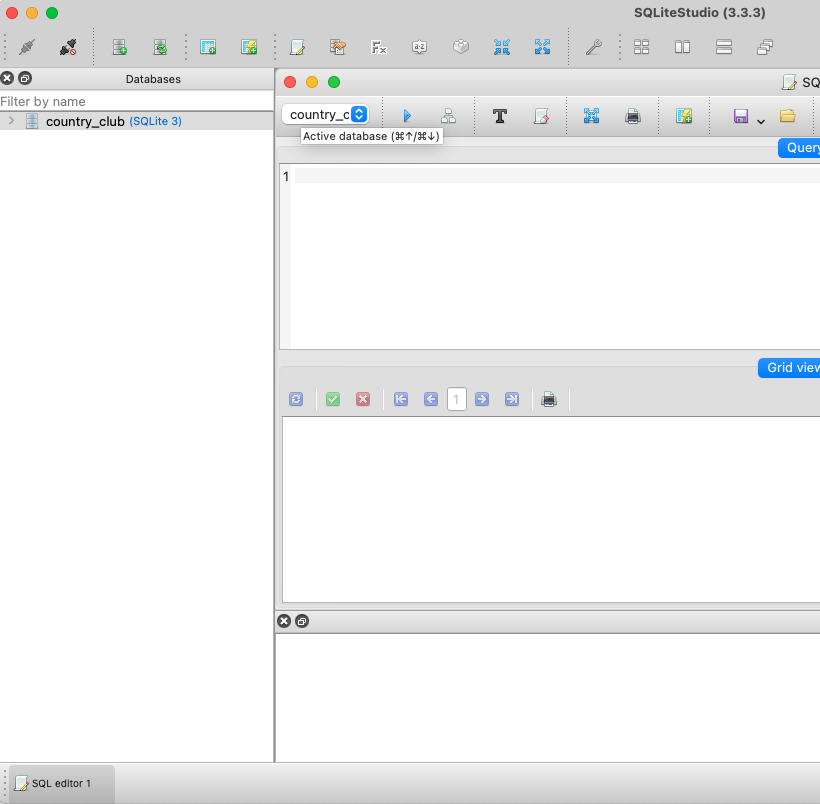 SQLiteStudio (3.3.3)
Fx
a-z
Databases
Filter by name
country_club (SQLite 3)
SQ
country_c
T
Active database (⌘↑/⌘↓)
Query
1
Grid view
1
SQL editor 1